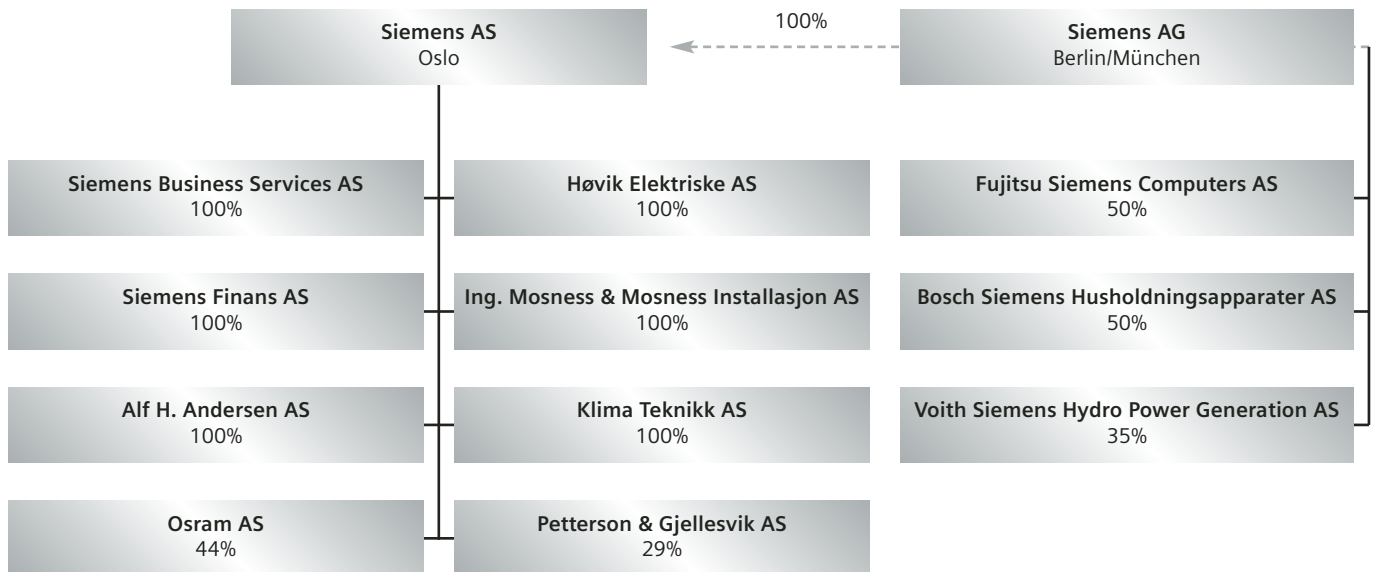 Siemens AS
Oslo
100%
Siemens AG
Berlin/München
Siemens Business Services AS
100%
Høvik Elektriske AS
100%
Fujitsu Siemens Computers AS
50%
Siemens Finans AS
100%
Ing. Mosness & Mosness Installasjon AS
100%
Bosch Siemens Husholdningsapparater AS
50%
Alf H. Andersen AS
100%
Klima Teknikk AS
100%
Voith Siemens Hydro Power Generation AS
35%
Osram AS
44%
Petterson & Gjellesvik AS
29%